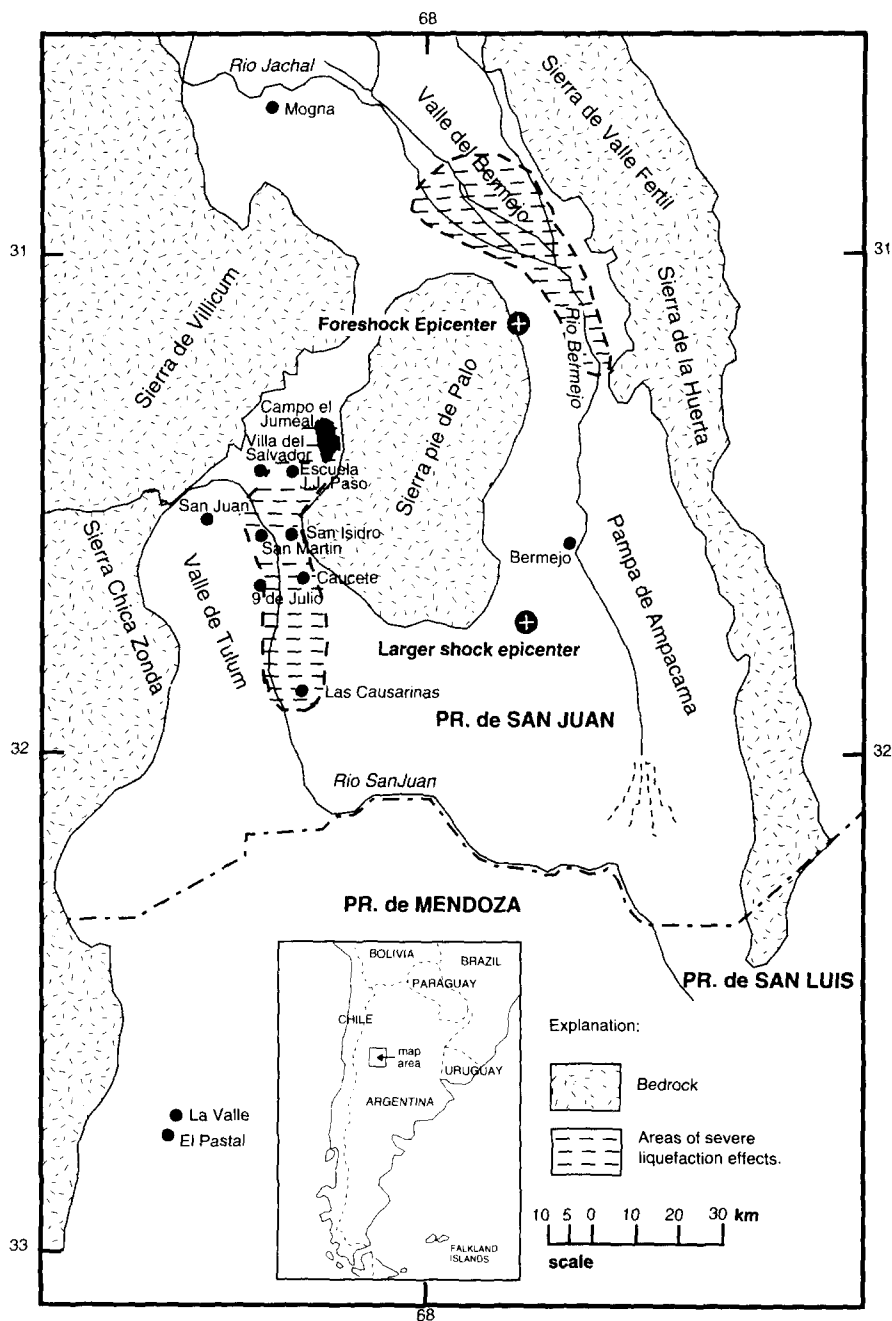 68
Rio Jachal
Mogna
Valle del Bermejo
Sierra de Valle Fertil
31
31
Sierra de Villicum
Foreshock Epicenter
Rio Bermejo
Sierra de la Huerta
Campo el
Jumeal
Villa del
Salvador
Escuela
I.J. Paso
Sierra pie de Palo
San Juan
San Isidro
San Martin
Bermejo
Caucete
9 de Julio
Sierra Chica Zonda
Valle de Tulum
Larger shock epicenter
Pampa de Ampacama
Las Causarinas
PR. de SAN JUAN
32
32
Rio SanJuan
PR. de MENDOZA
PR. de SAN LUIS
BOLIVIA
BRAZIL
PARAGUAY
CHILE
map
area
URUGUAY
ARGENTINA
FALKLAND
ISLANDS
Explanation:
Bedrock
Areas of severe
liquefaction effects.
La Valle
El Pastal
10 5 0 10 20 30 km
scale
33
68